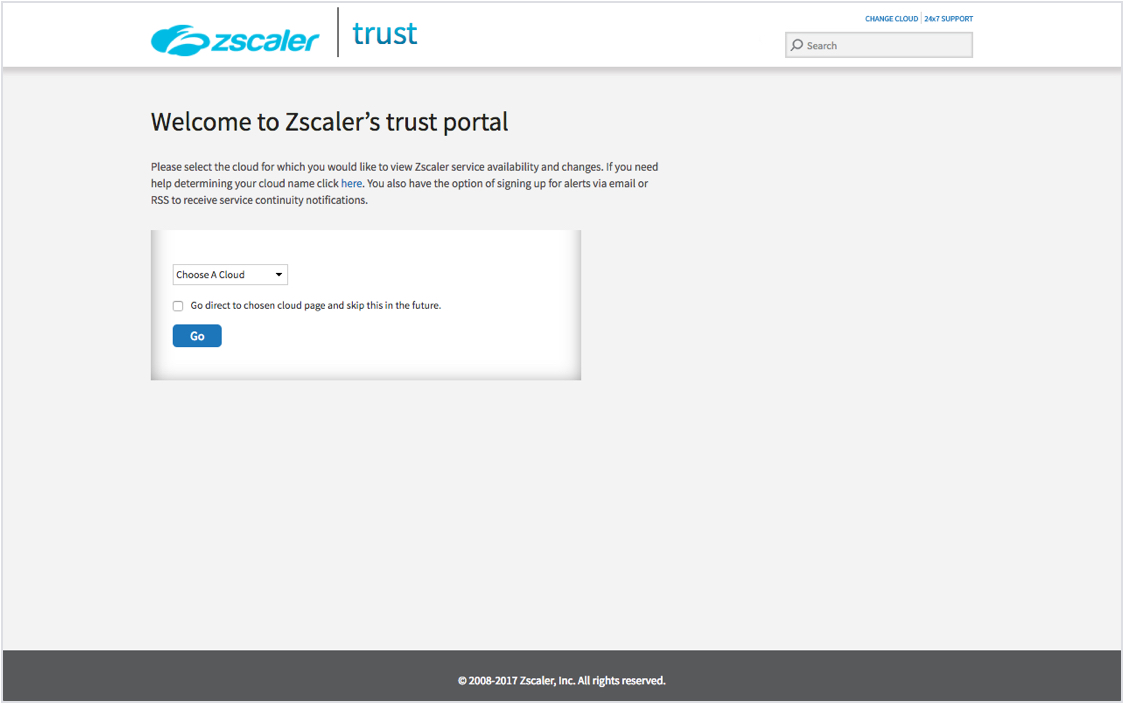 zscaler
trust
CHANGE CLOUD
24x7 SUPPORT
Search
Welcome to Zscaler’s trust portal
Please select the cloud for which you would like to view Zscaler service availability and changes. If you need
help determining your cloud name click here. You also have the option of signing up for alerts via email or
RSS to receive service continuity notifications.
Choose A Cloud
Go direct to chosen cloud page and skip this in the future.
Go
© 2008-2017 Zscaler, Inc. All rights reserved.